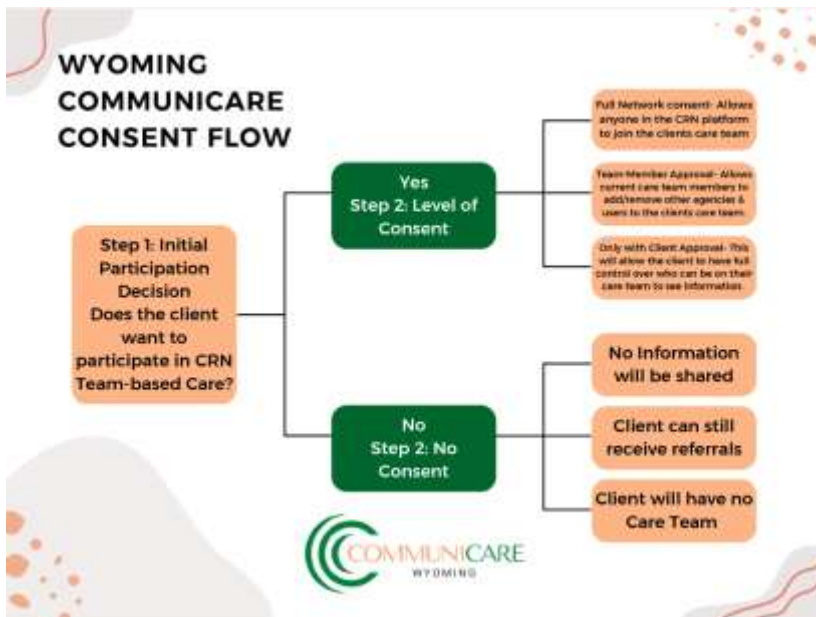 WYOMING
COMMUNICARE
CONSENT FLOW
Step 1: Initial
Participation
Decision
Does the client
want to
participate in CRN
Team-based Care?
Yes
Step 2: Level of
Consent
Full Network consent- Allows
anyone in the CRN platform
to join the clients care team
Team Member Approval- Allows
current care team members to
add/remove other agencies &
users to the clients care team
Only with Client Approval- This
will allow the client to have full
control over who can be on their
care team to see information.
No
Step 2: No
Consent
No Information
will be shared
Client can still
receive referrals
Client will have no
Care Team
COMMUNICARE
WYOMING